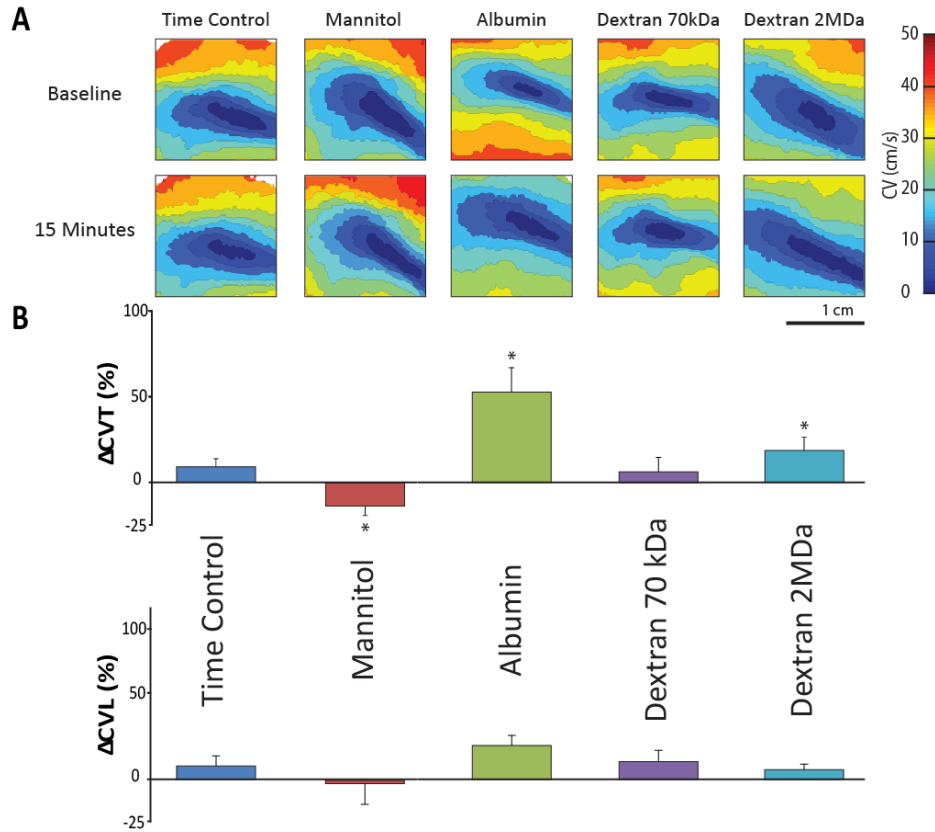 A
Time Control Mannitol Albumin Dextran 70kDa Dextran 2MDa
Baseline
15 Minutes
50
40
30
20
10
0
CV (cm/s)
1 cm
B
100
50
0
-25
ΔCVT (%)
*
*
*
Time Control
Mannitol
Albumin
Dextran 70 kDa
Dextran 2MDa
100
50
0
-25
ΔCVL (%)